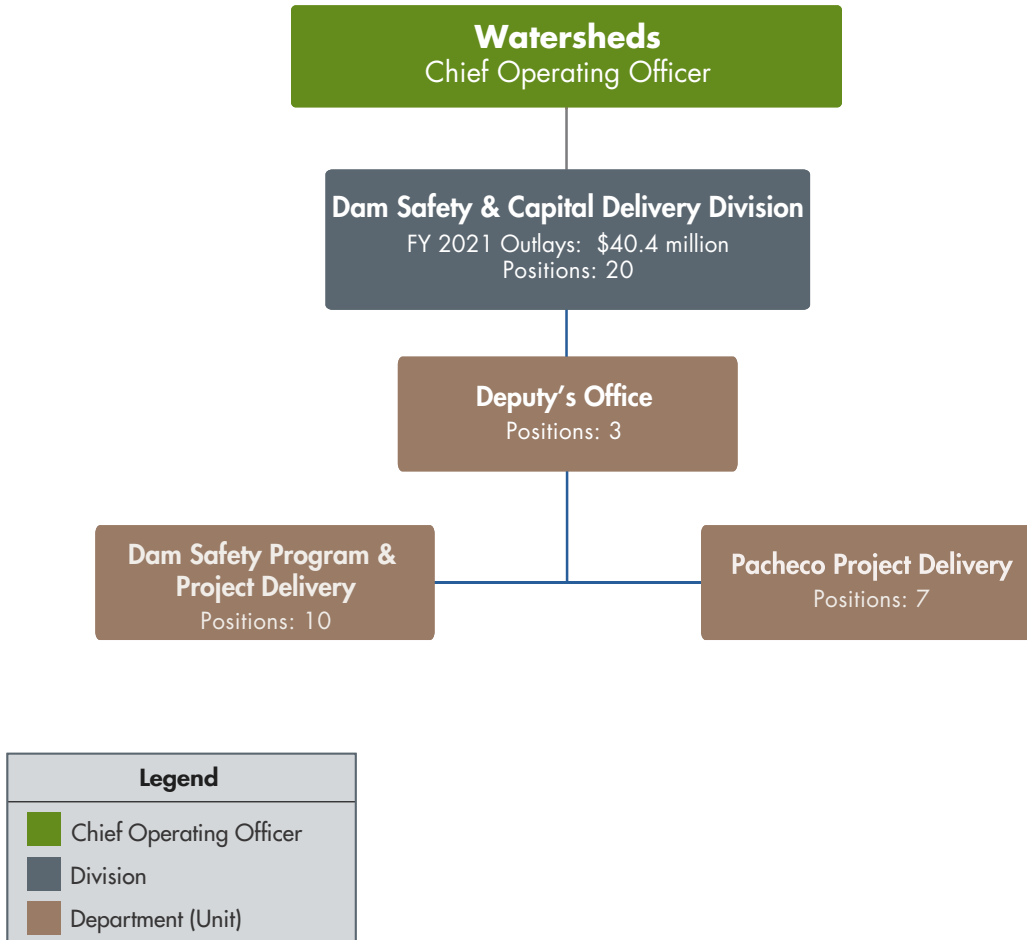 Watersheds
Chief Operating Officer
Dam Safety & Capital Delivery Division
FY 2021 Outlays: $40.4 million
Positions: 20
Deputy’s Office
Positions: 3
Dam Safety Program &
Project Delivery
Positions: 10
Pacheco Project Delivery
Positions: 7
Legend
Chief Operating Officer
Division
Department (Unit)